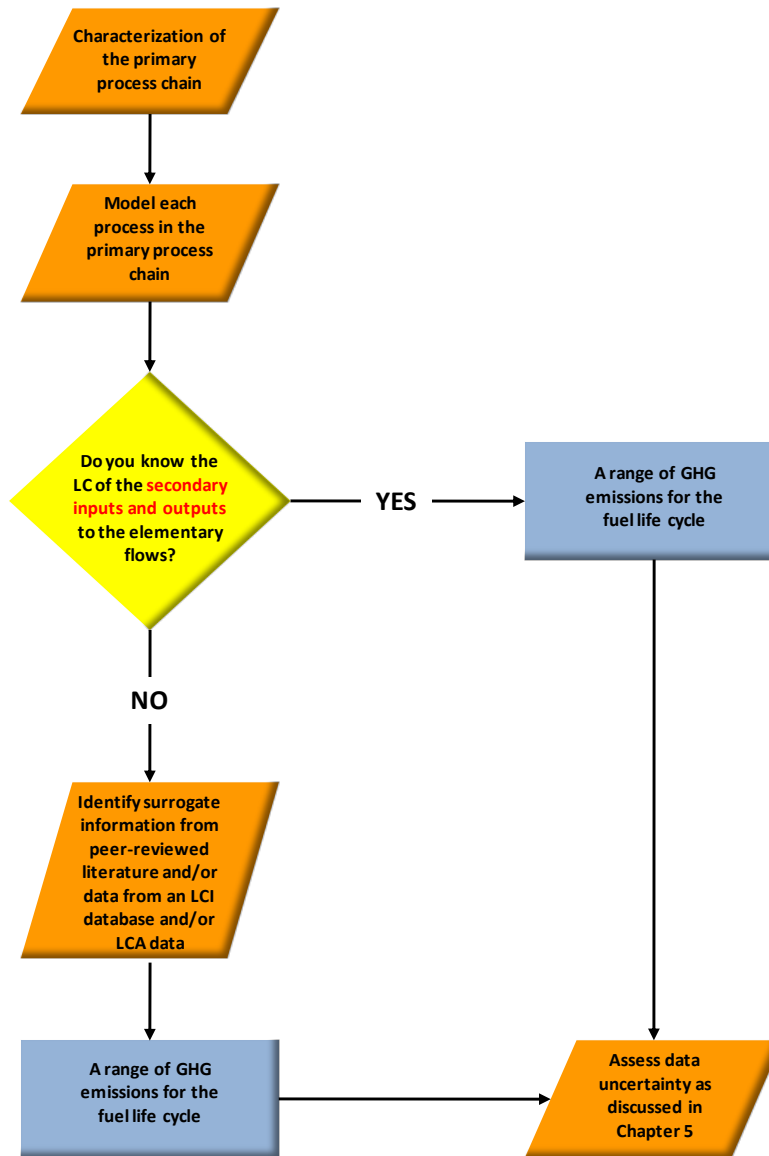 Characterization of
the primary
process chain
Model each
process in the
primary process
chain
Do you know the
LC of the secondary
inputs and outputs
to the elementary
flows?
YES
A range of GHG
emissions for the
fuel life cycle
NO
Identify surrogate
information from
peer-reviewed
literature and/or
data from an LCI
database and/or
LCA data
A range of GHG
emissions for the
fuel life cycle
Assess data
uncertainty as
discussed in
Chapter 5